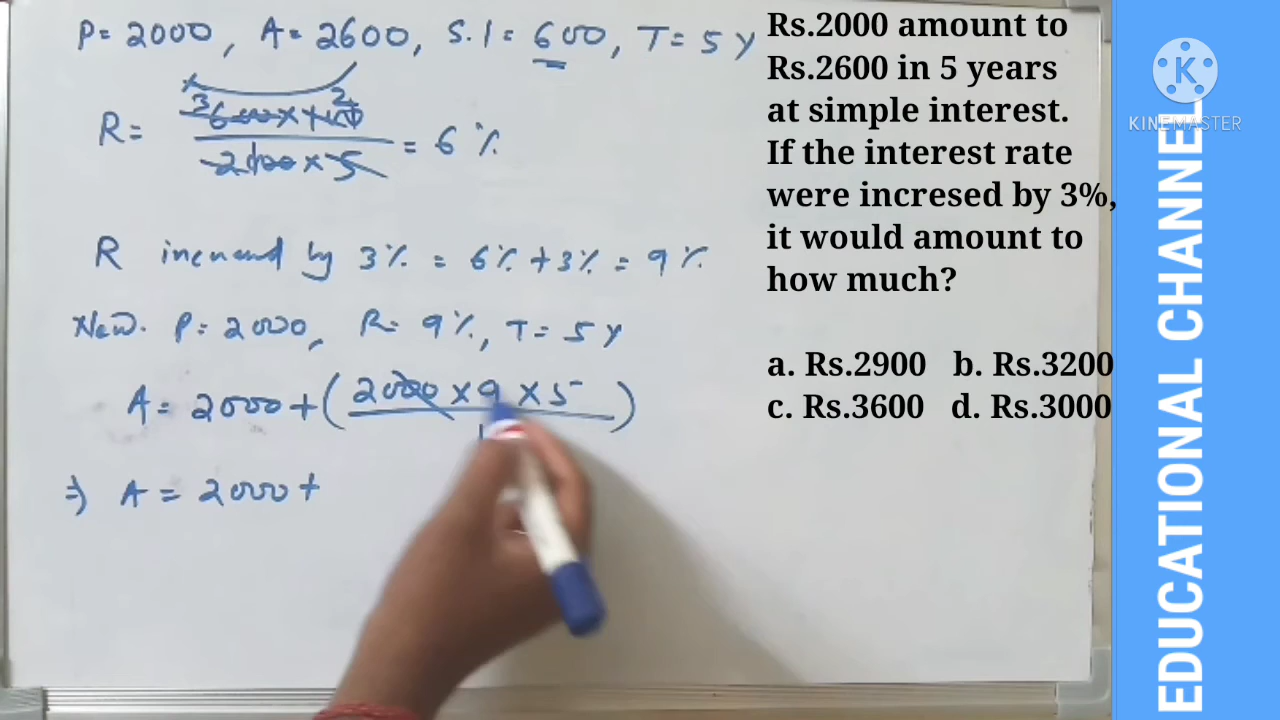 P= 2000, A= 2600, S.I= 600, T= 5 Y
R= 600 x 100 / 2000 x 5 = 6 %
R increased by 3% = 6% + 3% = 9 %
New. P= 2000, R= 9%, T= 5 Y
A= 2000 + (2000 x 9 x 5)
=) A = 2000 +
Rs.2000 amount to
Rs.2600 in 5 years
at simple interest.
If the interest rate
were incresed by 3%,
it would amount to
how much?
a. Rs.2900 b. Rs.3200
c. Rs.3600 d. Rs.3000
K
KINEMASTER
EDUCATIONAL CHANNEL